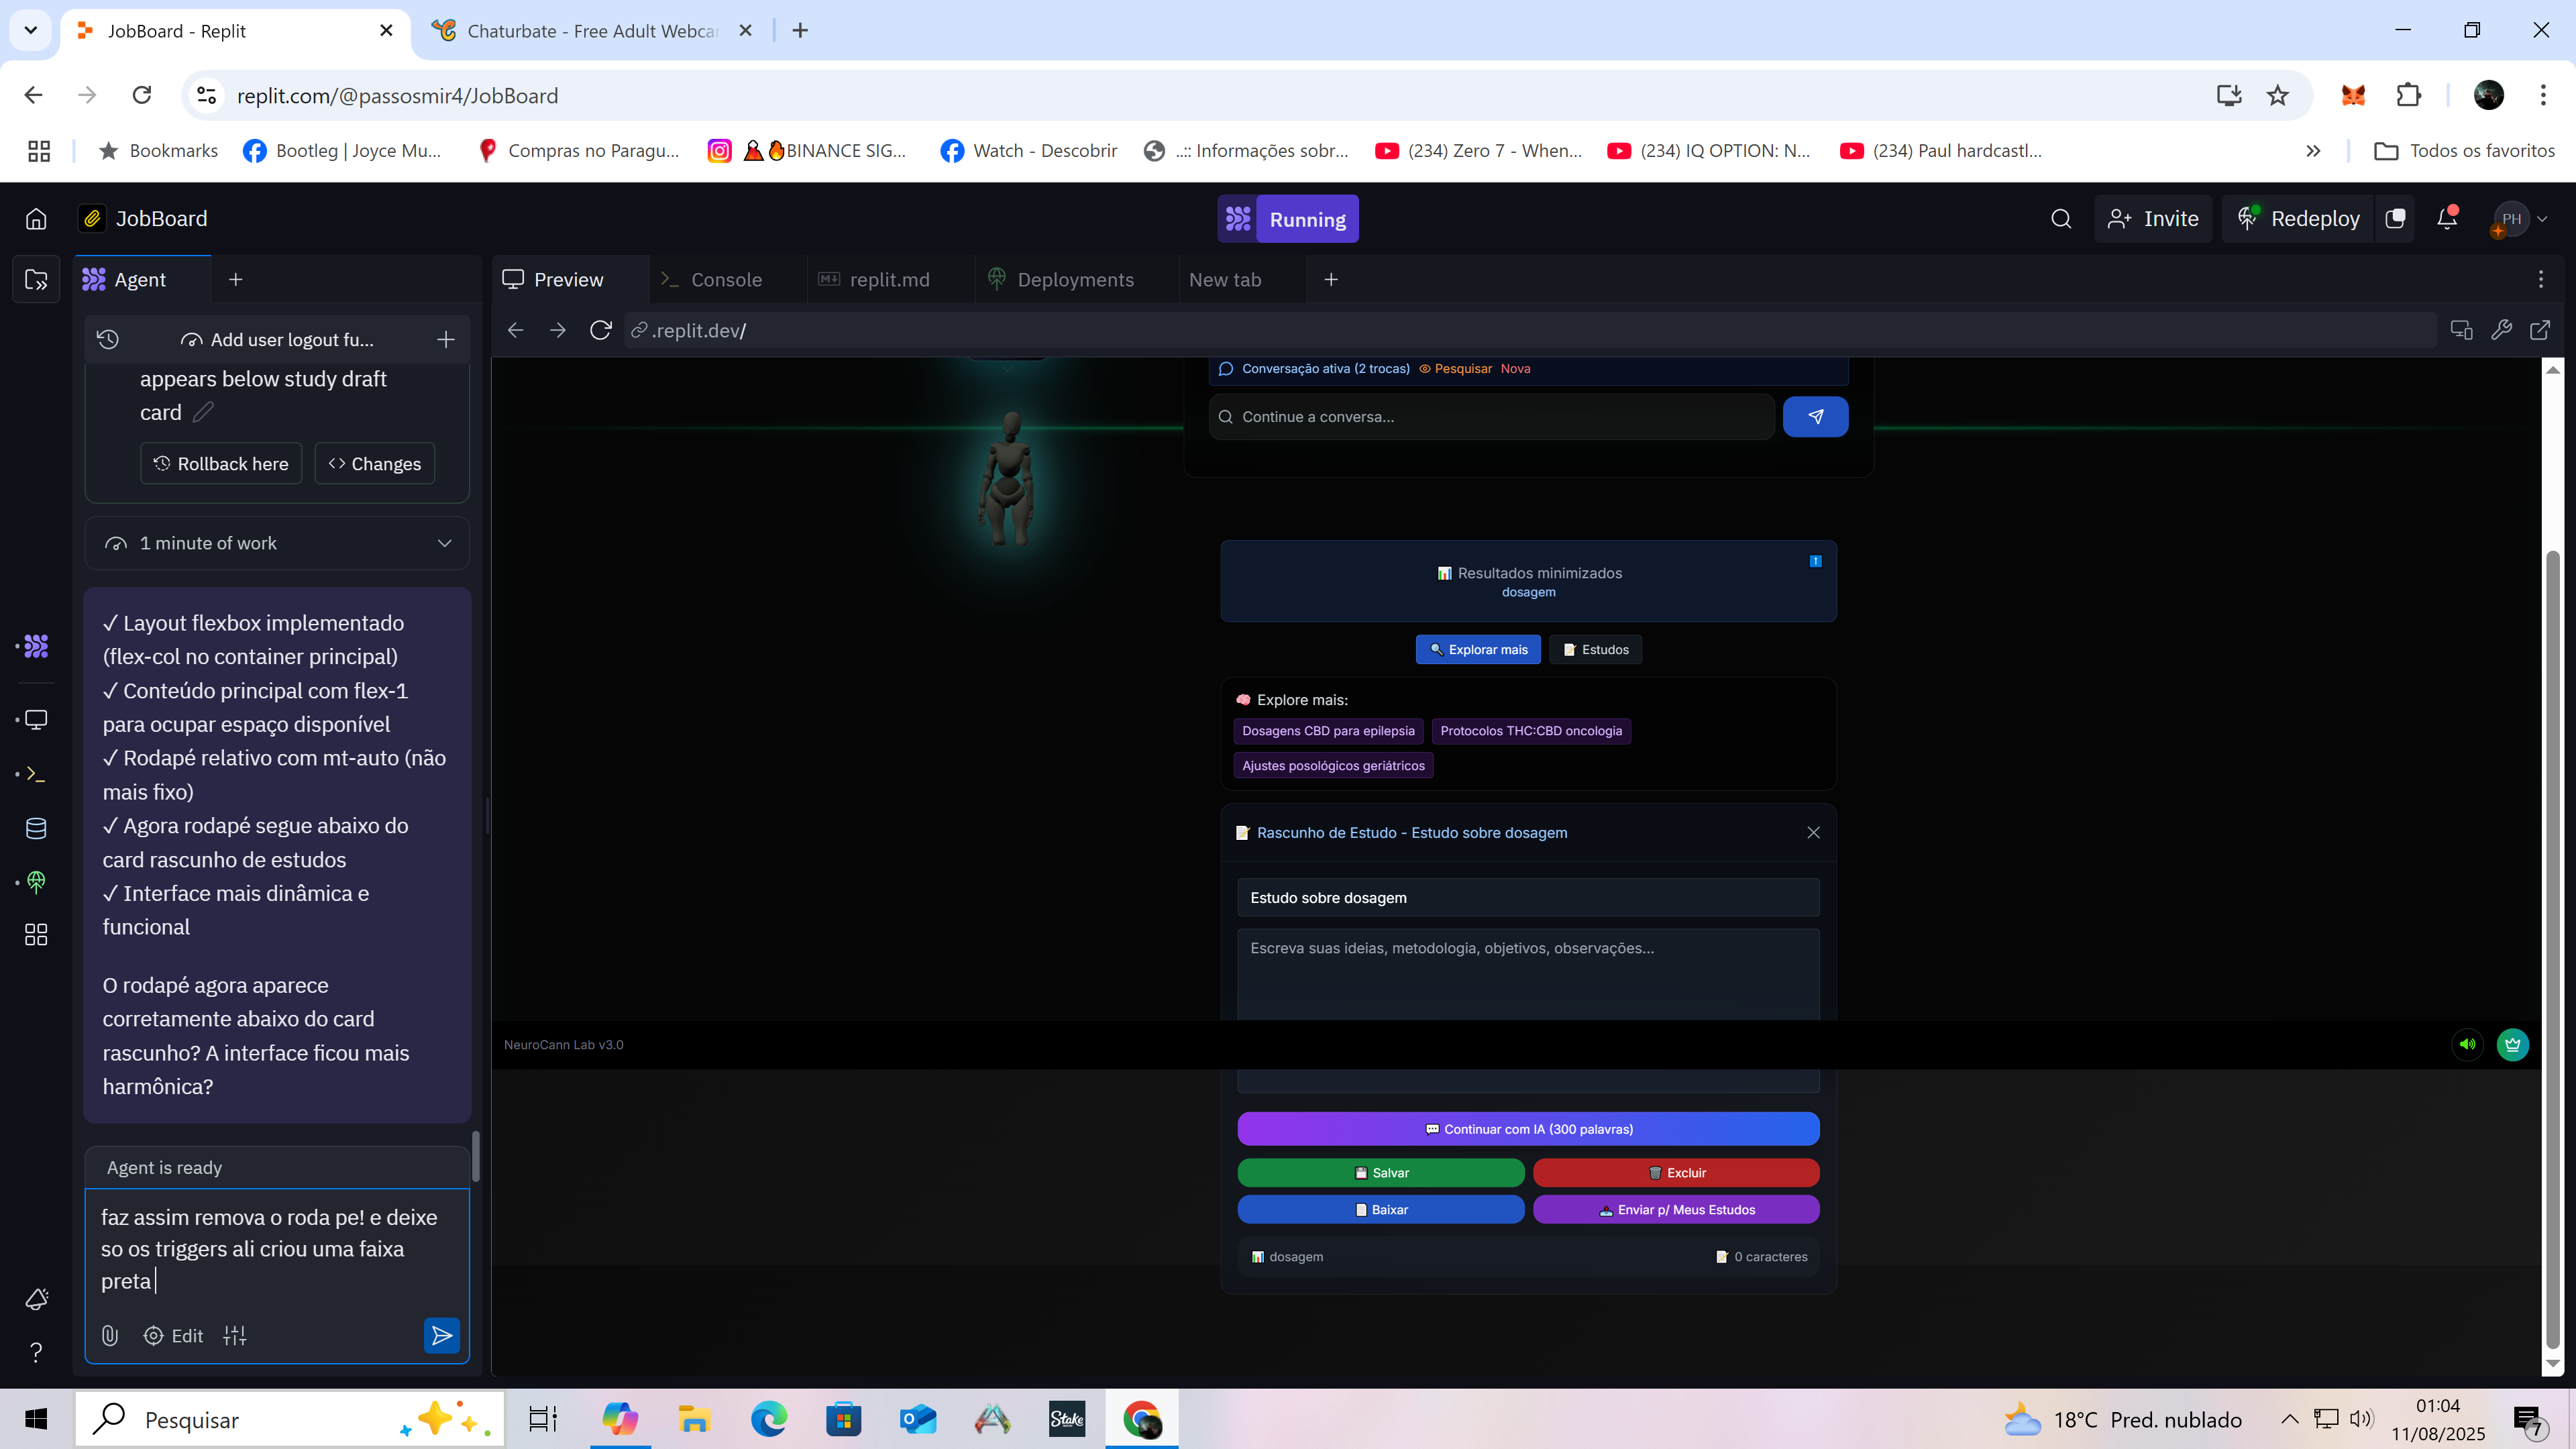 JobBoard - Replit
Chaturbate - Free Adult Webca
replit.com/@passosmir4/JobBoard
Bookmarks
Bootleg | Joyce Mu...
Compras no Paragu...
BINANCE SIG...
Watch - Descobrir
..:: Informações sobr...
(234) Zero 7 - When...
(234) IQ OPTION: N...
(234) Paul hardcastl...
Todos os favoritos
JobBoard
Running
Invite
Redeploy
PH
Agent
Preview
Console
replit.md
Deployments
New tab
Add user logout fu...
.replit.dev/
appears below study draft
card
Rollback here
Changes
1 minute of work
✓ Layout flexbox implementado
(flex-col no container principal)
✓ Conteúdo principal com flex-1
para ocupar espaço disponível
✓ Rodapé relativo com mt-auto (não
mais fixo)
✓ Agora rodapé segue abaixo do
card rascunho de estudos
✓ Interface mais dinâmica e
funcional
O rodapé agora aparece
corretamente abaixo do card
rascunho? A interface ficou mais
harmônica?
Agent is ready
faz assim remova o roda pe! e deixe
so os triggers ali criou uma faixa
preta
Edit
Conversação ativa (2 trocas)
Pesquisar
Nova
Continue a conversa...
Resultados minimizados
dosagem
Explorar mais
Estudos
Explore mais:
Dosagens CBD para epilepsia
Protocolos THC:CBD oncologia
Ajustes posológicos geriátricos
Rascunho de Estudo - Estudo sobre dosagem
Estudo sobre dosagem
Escreva suas ideias, metodologia, objetivos, observações...
NeuroCann Lab v3.0
Continuar com IA (300 palavras)
Salvar
Excluir
Baixar
Enviar p/ Meus Estudos
dosagem
0 caracteres
Pesquisar
Stake
18°C Pred. nublado
01:04
11/08/2025
7